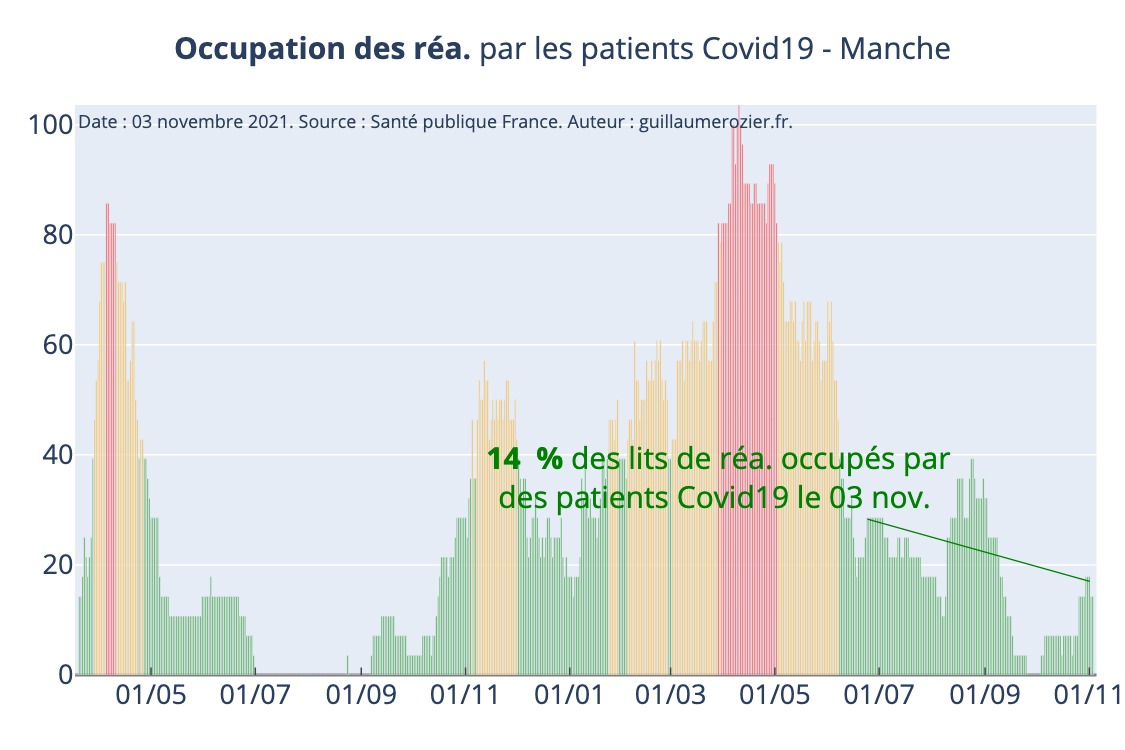 Occupation des réa. par les patients Covid19 - Manche
Date : 03 novembre 2021. Source : Santé publique France. Auteur : guillaumerozier.fr.
100
80
60
40
20
0
14 % des lits de réa. occupés par
des patients Covid19 le 03 nov.
01/05 01/07 01/09 01/11 01/01 01/03 01/05 01/07 01/09 01/11